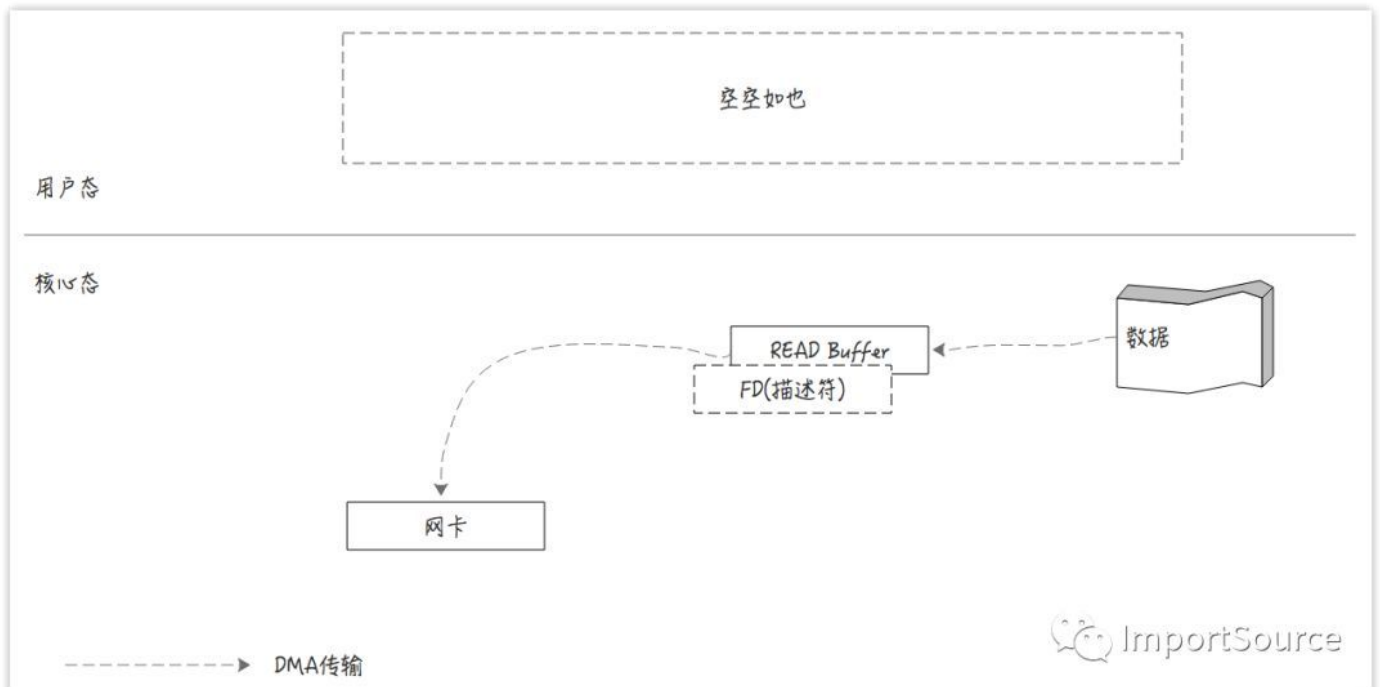 空空如也
用户态
核心态
数据
READ Buffer
FD(描述符)
网卡
ImportSource
DMA传输